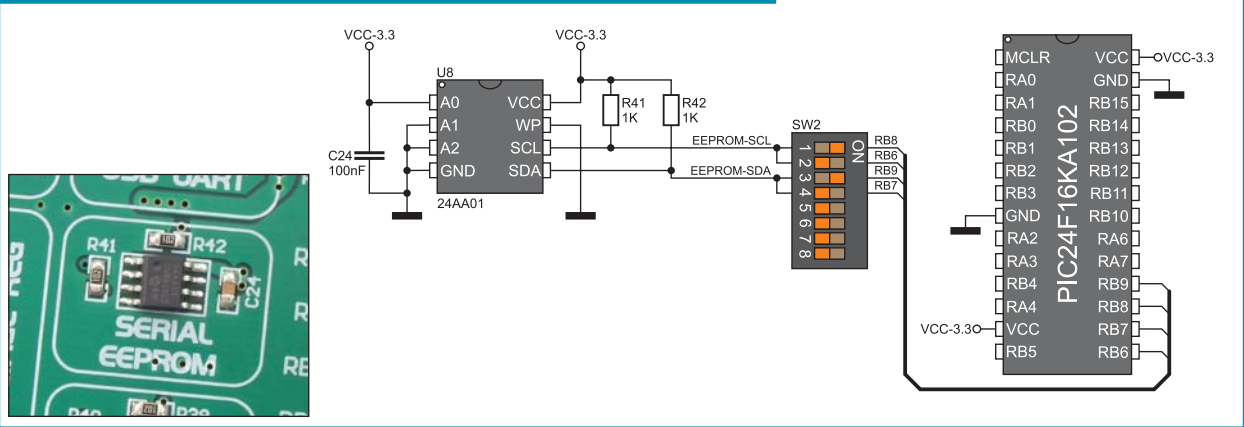 VCC-3.3
VCC-3.3
U8
A0
A1
A2
GND
VCC
WP
SCL
SDA
24AA01
C24
100nF
R41
1K
R42
1K
EEPROM-SCL
EEPROM-SDA
SW2
ON
1
2
3
4
5
6
7
8
RB8
RB6
RB9
RB7
PIC24F16KA102
MCLR
RA0
RA1
RB0
RB1
RB2
RB3
GND
RA2
RA3
RB4
RA4
VCC
RB5
VCC
GND
RB15
RB14
RB13
RB12
RB11
RB10
RA6
RA7
RB9
RB8
RB7
RB6
VCC-3.3
VCC-3.3
UART
R41
R42
C24
SERIAL
EEPROM